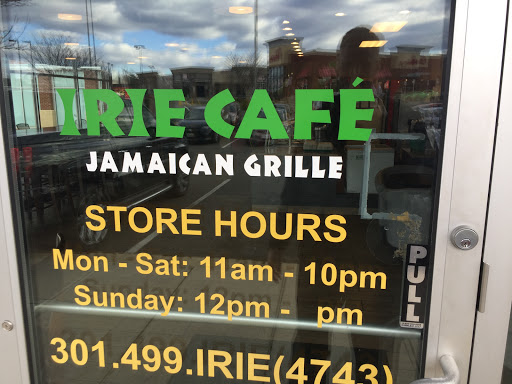 IRIE CAFÉ
JAMAICAN GRILLE
STORE HOURS
Mon - Sat: 11am - 10pm
Sunday: 12pm - pm
301.499.IRIE(4743)
PULL